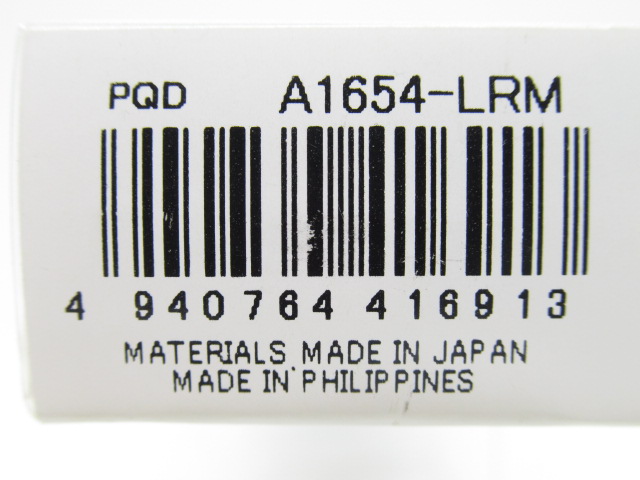 PQD A1654-LRM
4 940764 416913
MATERIALS MADE IN JAPAN
MADE IN PHILIPPINES